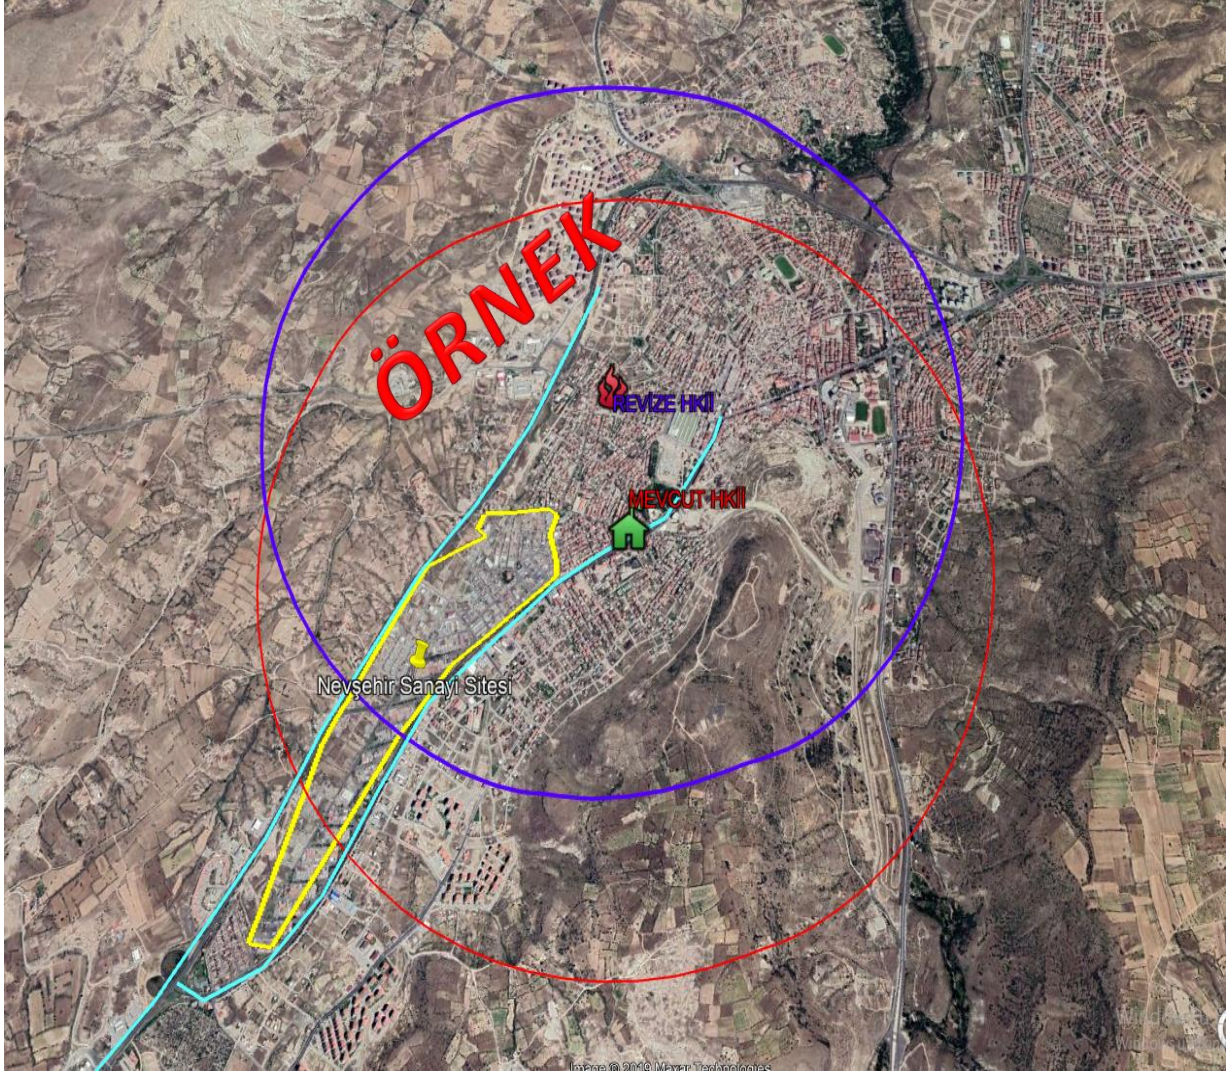 ÖRNEK
REVİZE HKİİ
MEVCUT HKİİ
Nevşehir Sanayi Sitesi
Image © 2019 Maxar Technologies